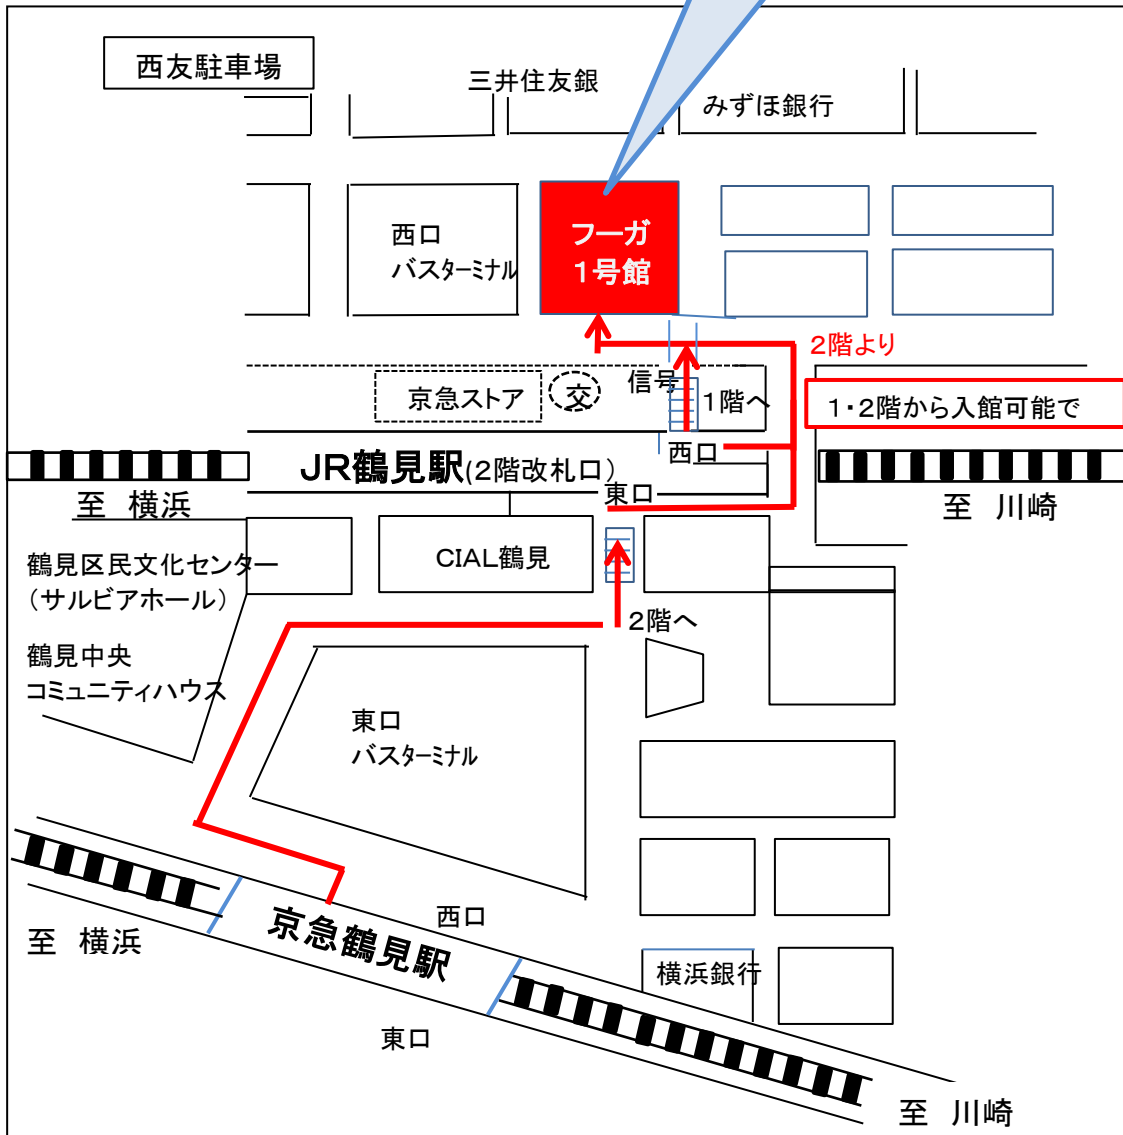 西友駐車場
三井住友銀
みずほ銀行
西口
バスターミナル
フーガ
1号館
2階より
京急ストア
交
信号
1階へ
1・2階から入館可能で
西口
JR鶴見駅(2階改札口)
東口
至 横浜
至 川崎
鶴見区民文化センター
（サルビアホール）
CIAL鶴見
2階へ
鶴見中央
コミュニティハウス
東口
バスターミナル
西口
京急鶴見駅
至 横浜
横浜銀行
東口
至 川崎